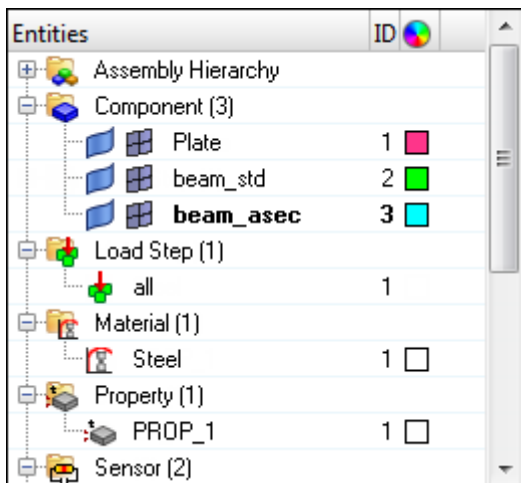 Entities ID
Assembly Hierarchy
Component (3)
Plate 1
beam_std 2
beam_asec 3
Load Step (1)
all 1
Material (1)
Steel 1
Property (1)
PROP_1 1
Sensor (2)